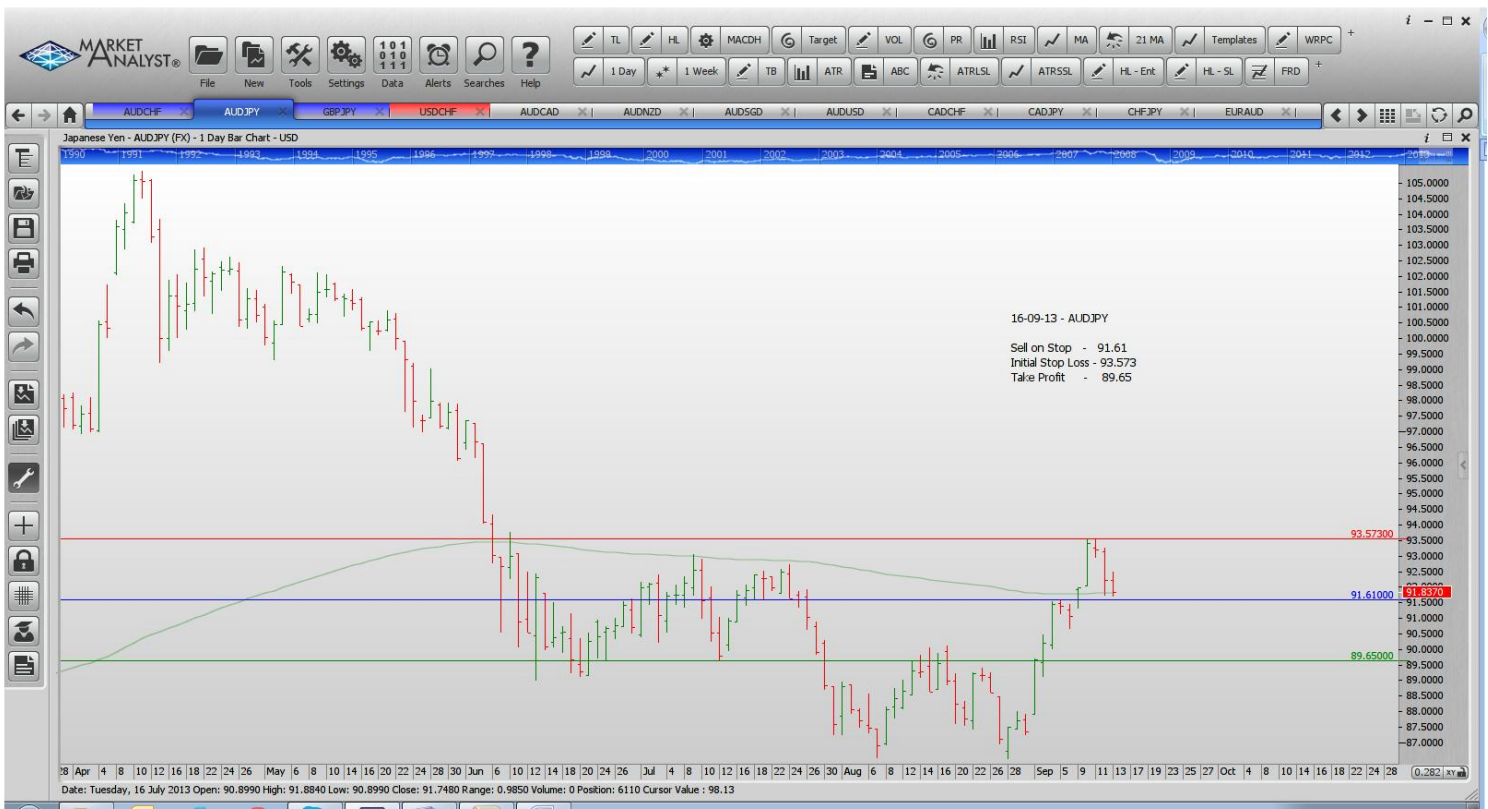 MARKET
ANALYST®
File New Tools Settings Data Alerts Searches Help
TL HL MACDH Target VOL PR RSI MA 21 MA Templates WRPC +
1 Day 1 Week TB ATR ABC ATRLSL ATRSSL HL - Ent HL - SL FRD +
AUDCHF AUDJPY GBPJPY USDCHF AUDCAD AUDNZD AUDSGD AUDUSD CADCHF CADJPY CHFJPY EURAUD
Japanese Yen - AUDJPY (FX) - 1 Day Bar Chart - USD
1990 1991 1992 1993 1994 1995 1996 1997 1998 1999 2000 2001 2002 2003 2004 2005 2006 2007 2008 2009 2010 2011 2012 2013
105.0000
104.5000
104.0000
103.5000
103.0000
102.5000
102.0000
101.5000
101.0000
100.5000
100.0000
99.5000
99.0000
98.5000
98.0000
97.5000
97.0000
96.5000
96.0000
95.5000
95.0000
94.5000
94.0000
93.5000
93.0000
92.5000
91.8370
91.5000
91.0000
90.5000
90.0000
89.5000
89.0000
88.5000
88.0000
87.5000
87.0000
16-09-13 - AUDJPY
Sell on Stop - 91.61
Initial Stop Loss - 93.573
Take Profit - 89.65
93.57300
91.61000
89.65000
28 Apr 4 8 10 12 16 18 22 24 26 May 6 8 10 14 16 20 22 24 28 30 Jun 6 10 12 14 18 20 24 26 Jul 4 8 10 12 16 18 22 24 26 30 Aug 6 8 12 14 16 20 22 26 28 Sep 5 9 11 13 17 19 23 25 27 Oct 4 8 10 14 16 18 22 24 28 0.282 XY
Date: Tuesday, 16 July 2013 Open: 90.8990 High: 91.8840 Low: 90.8990 Close: 91.7480 Range: 0.9850 Volume: 0 Position: 6110 Cursor Value : 98.13